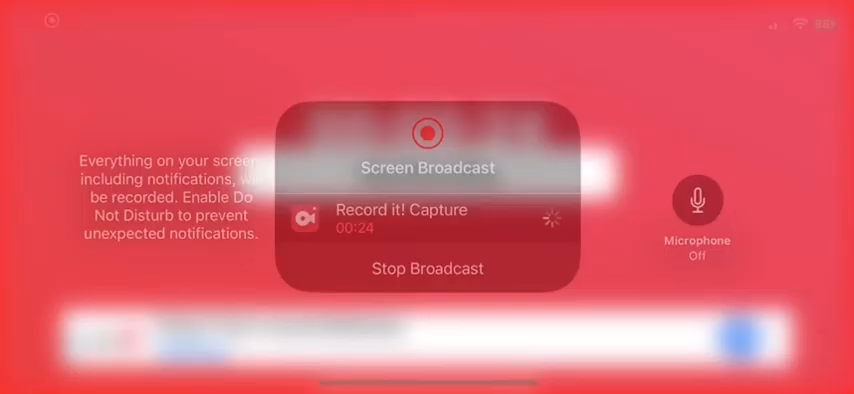 Everything on your screen,
including notifications, will
be recorded. Enable Do
Not Disturb to prevent
unexpected notifications.
Screen Broadcast
Record it! Capture
00:24
Stop Broadcast
Microphone
Off